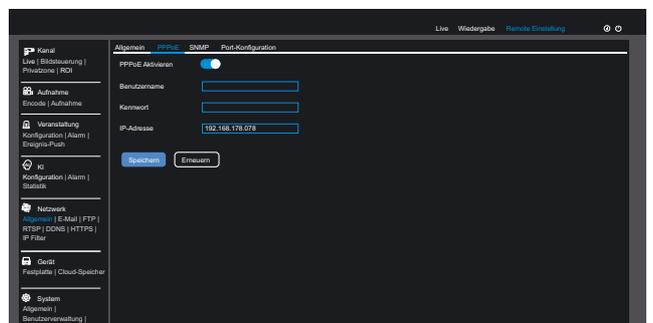 Live Wiedergabe Remote Einstellung
Kanal
Live | Bildsteuerung |
Privatzone | ROI
Aufnahme
Encode | Aufnahme
Veranstaltung
Konfiguration | Alarm |
Ereignis-Push
KI
Konfiguration | Alarm |
Statistik
Netzwerk
Allgemein | E-Mail | FTP |
RTSP | DDNS | HTTPS |
IP Filter
Gerät
Festplatte | Cloud-Speicher
System
Allgemein |
Benutzerverwaltung |
Allgemein PPPoE SNMP Port-Konfiguration
PPPoE Aktivieren
Benutzername
Kennwort
IP-Adresse 192.168.178.078
Speichern Erneuern